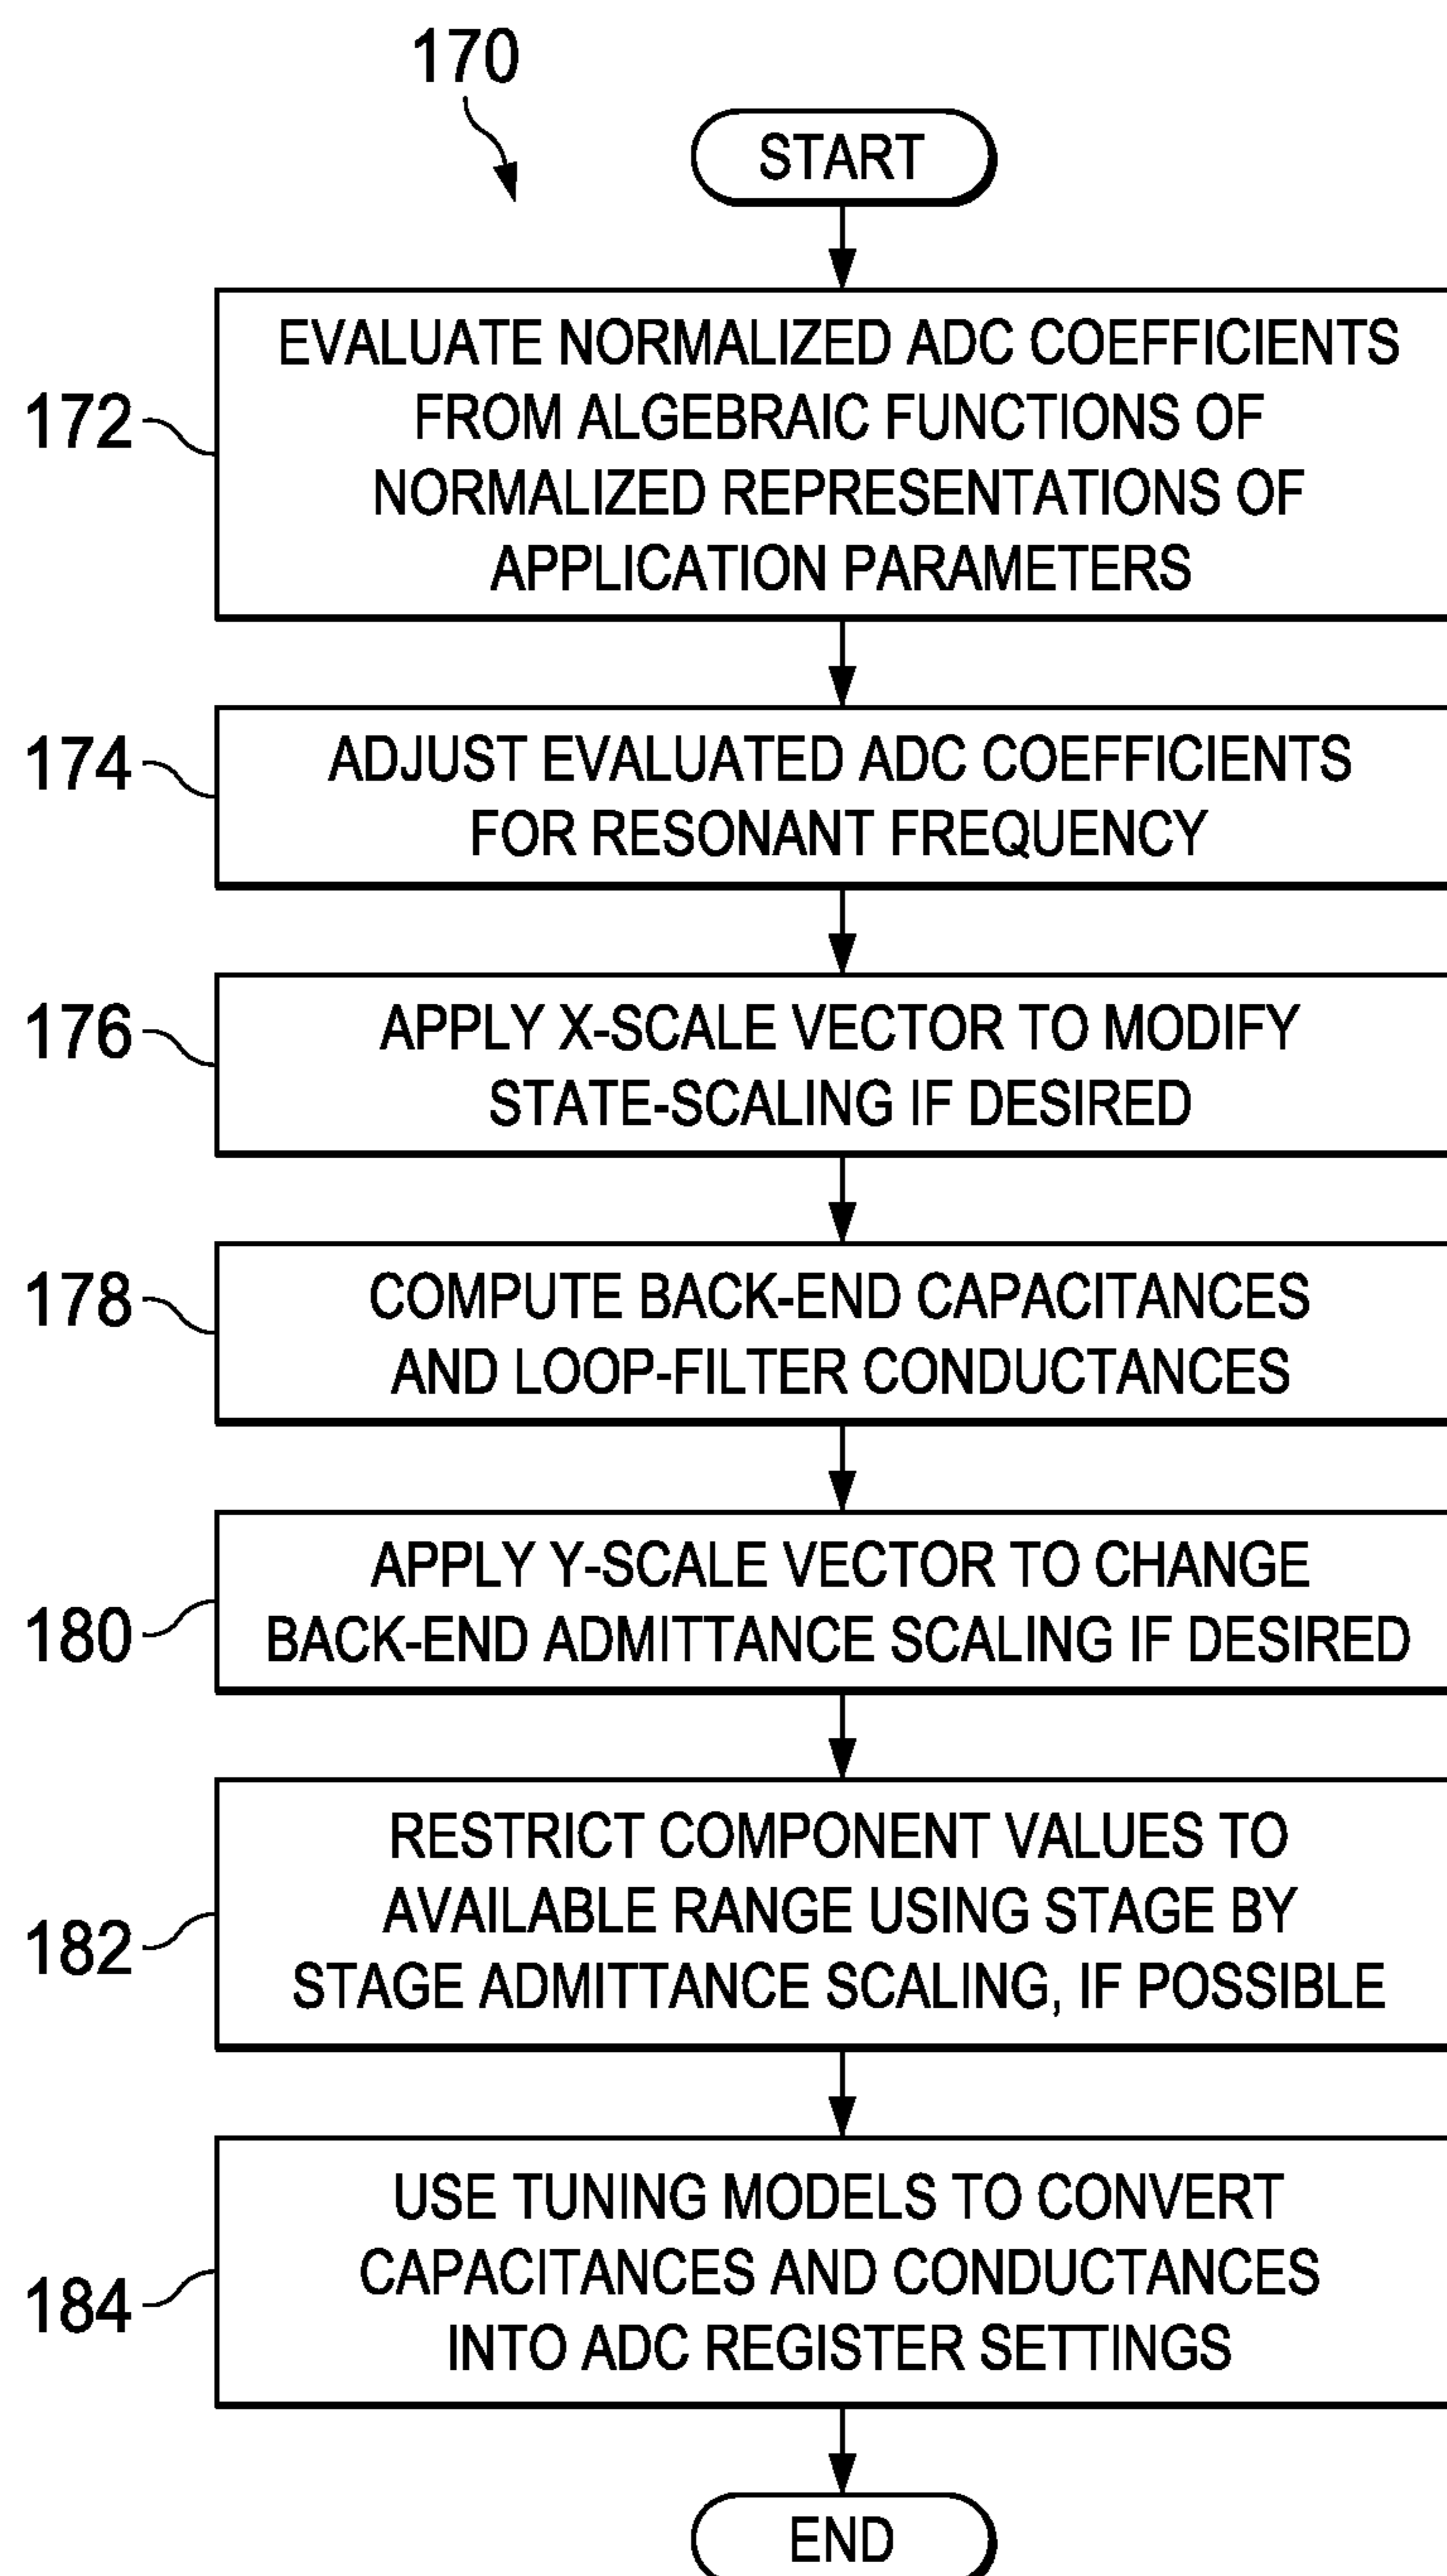 170
START
172
EVALUATE NORMALIZED ADC COEFFICIENTS
FROM ALGEBRAIC FUNCTIONS OF
NORMALIZED REPRESENTATIONS OF
APPLICATION PARAMETERS
174
ADJUST EVALUATED ADC COEFFICIENTS
FOR RESONANT FREQUENCY
176
APPLY X-SCALE VECTOR TO MODIFY
STATE-SCALING IF DESIRED
178
COMPUTE BACK-END CAPACITANCES
AND LOOP-FILTER CONDUCTANCES
180
APPLY Y-SCALE VECTOR TO CHANGE
BACK-END ADMITTANCE SCALING IF DESIRED
182
RESTRICT COMPONENT VALUES TO
AVAILABLE RANGE USING STAGE BY
STAGE ADMITTANCE SCALING, IF POSSIBLE
184
USE TUNING MODELS TO CONVERT
CAPACITANCES AND CONDUCTANCES
INTO ADC REGISTER SETTINGS
END